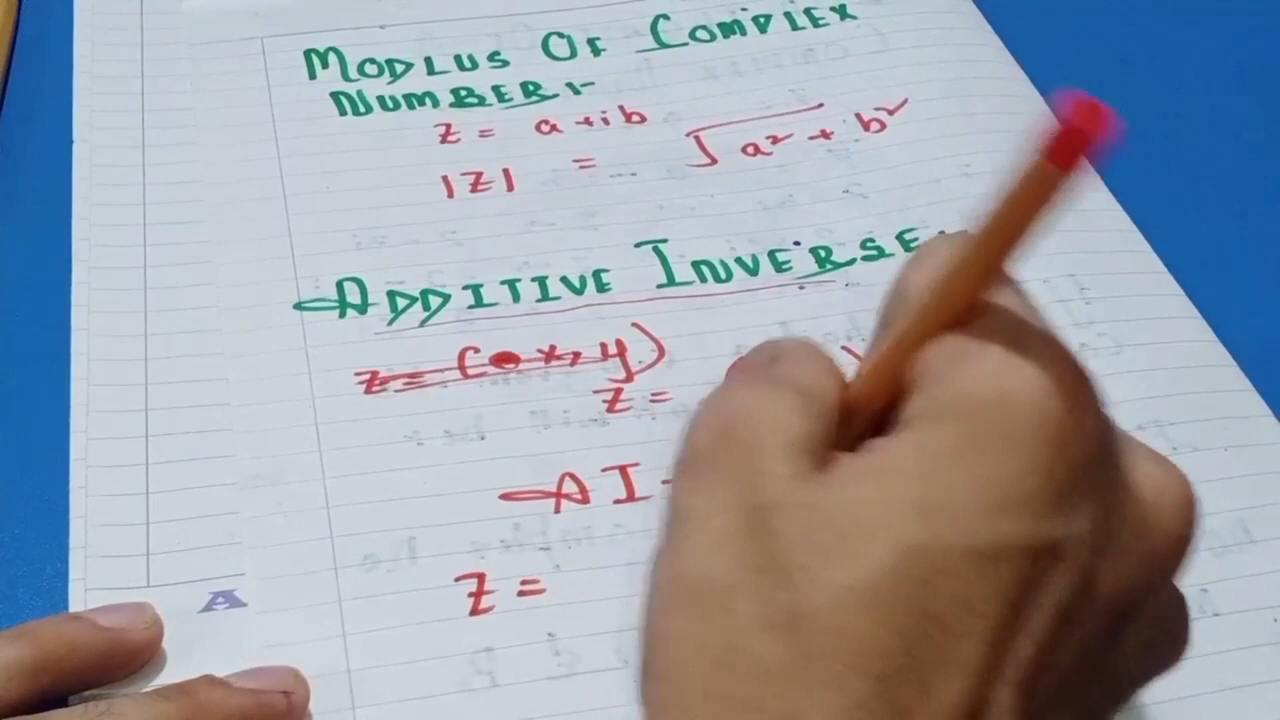 MODLUS OF COMPLEX
NUMBER:-
z = a+ib
|z| = √a² + b²
ADDITIVE INVERSE
z = (x, y)
z =
AI-
z =
A